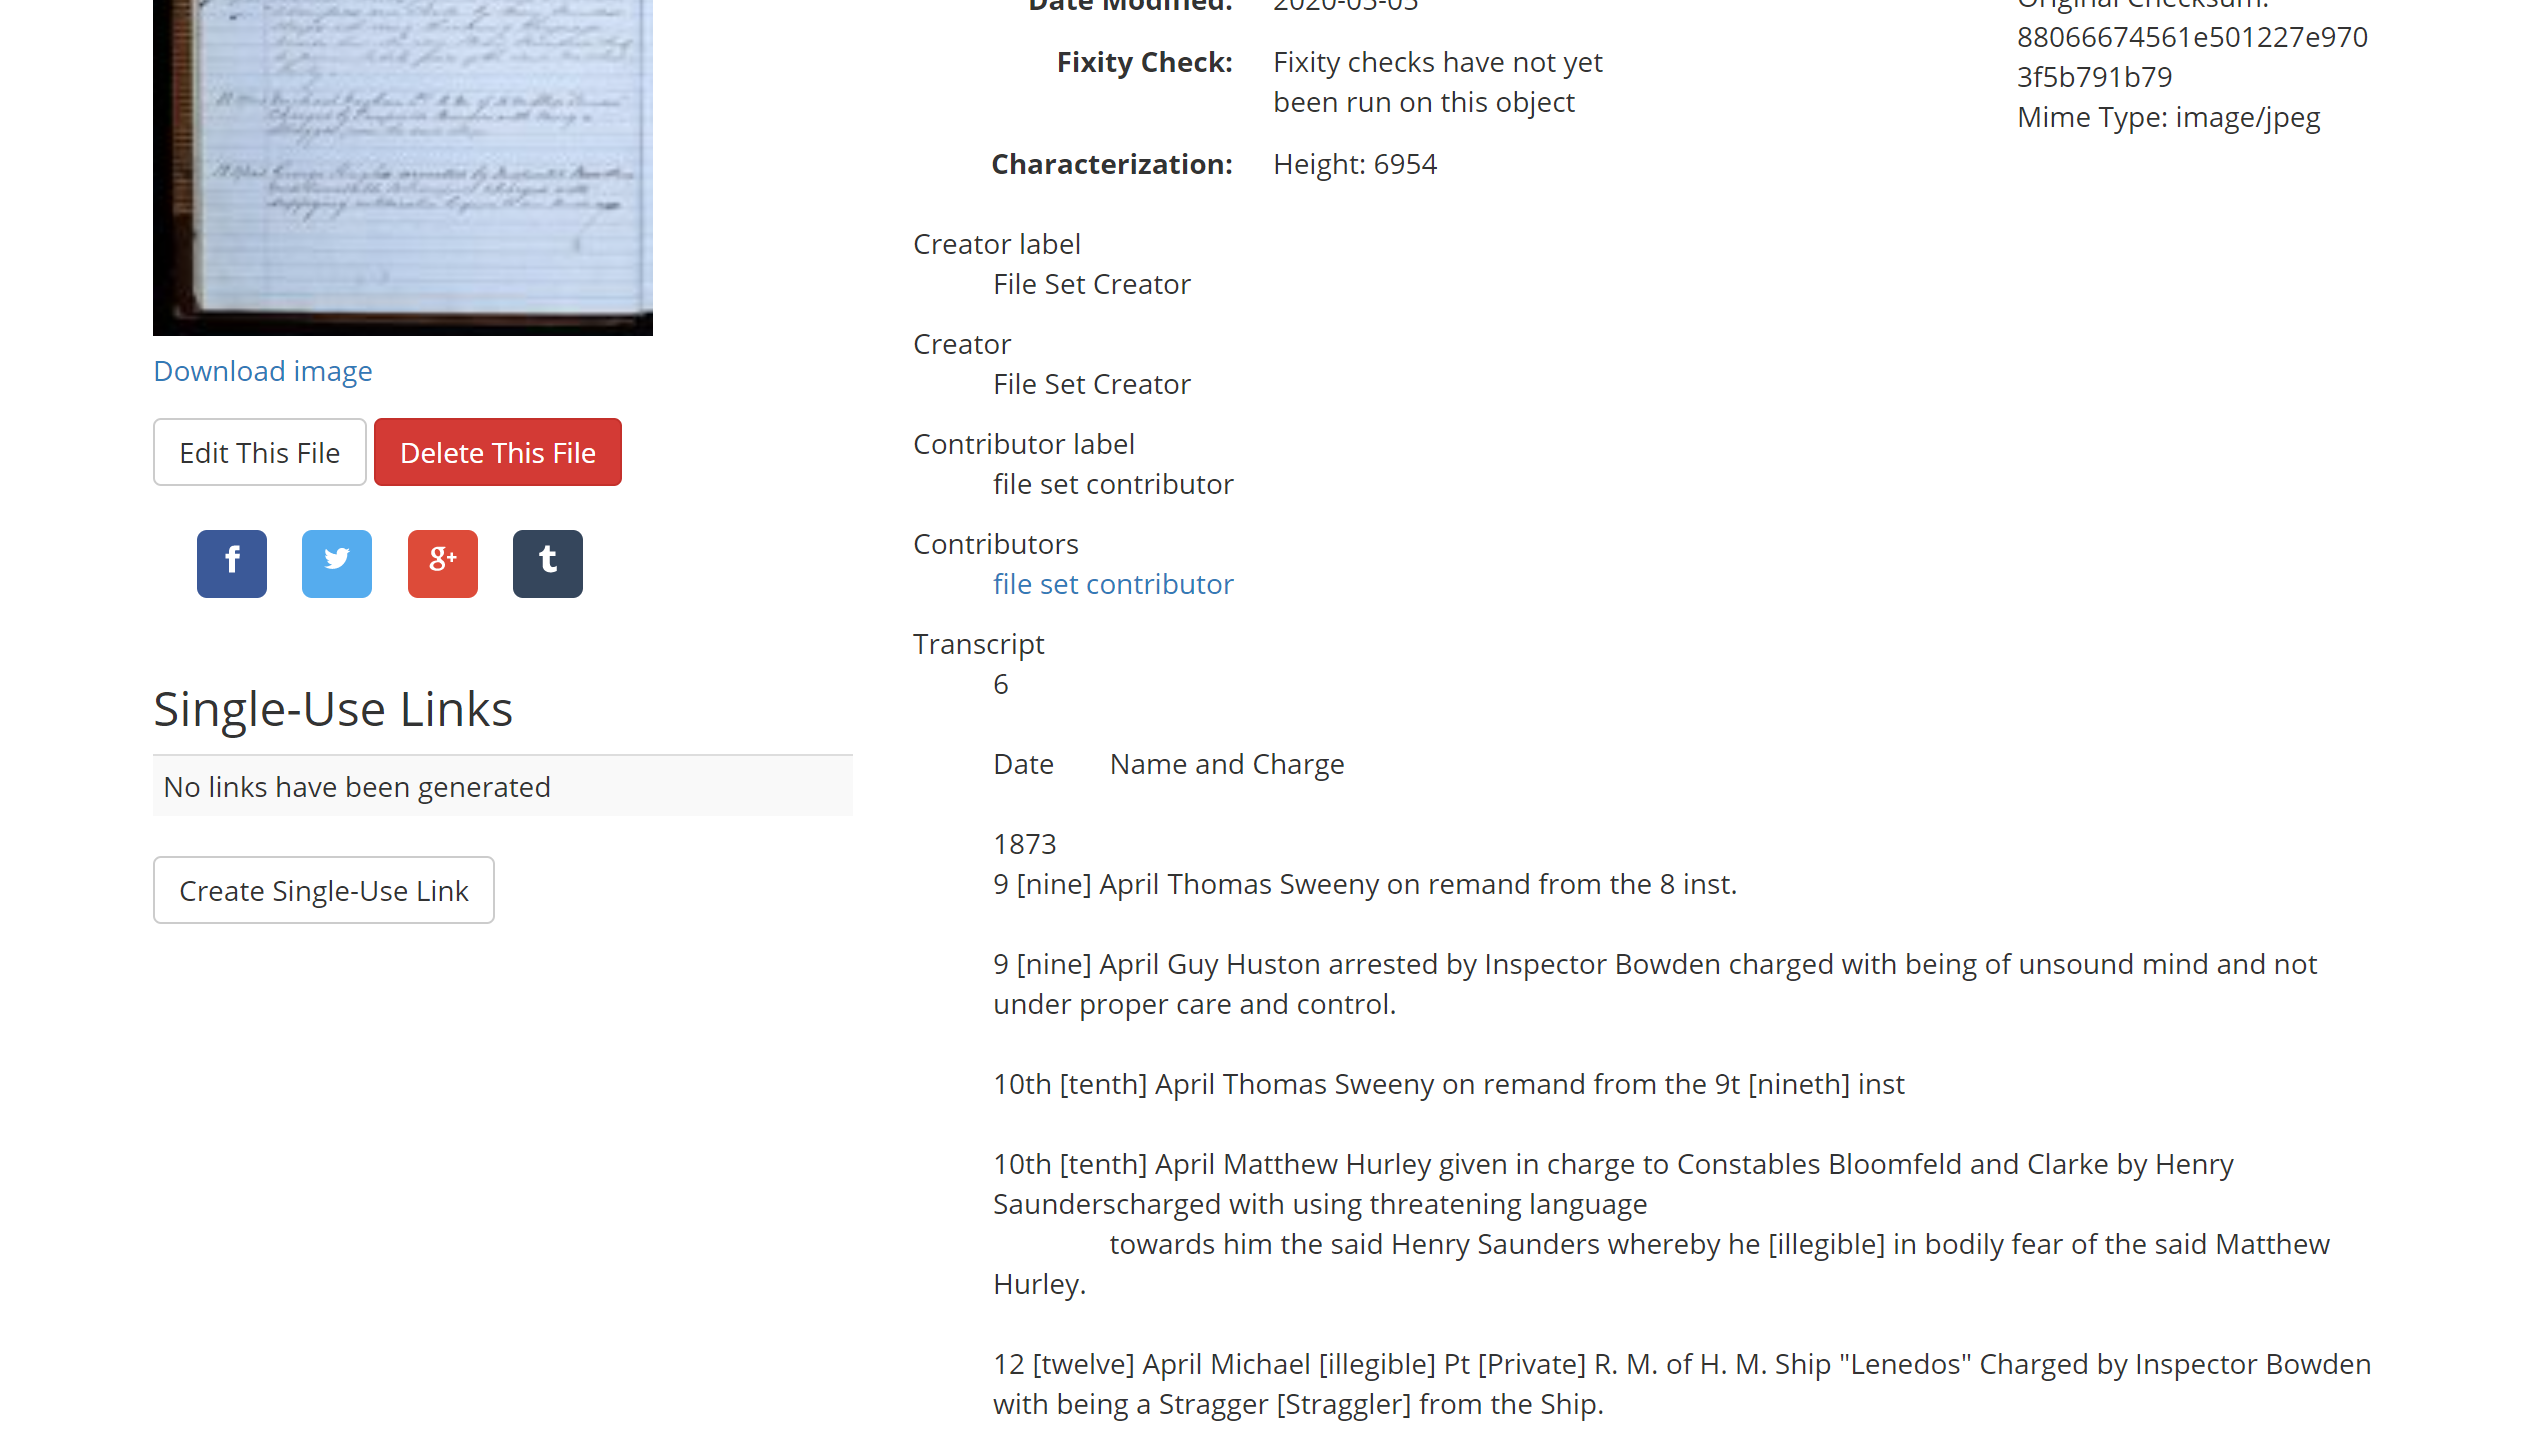 Date Modified: 2020-03-03
Original Checksum:
88066674561e501227e970
3f5b791b79
Mime Type: image/jpeg
Fixity Check: Fixity checks have not yet
been run on this object
Characterization: Height: 6954
Download image
Edit This File Delete This File
f g+ t
Single-Use Links
No links have been generated
Create Single-Use Link
Creator label
File Set Creator
Creator
File Set Creator
Contributor label
file set contributor
Contributors
file set contributor
Transcript
6
Date Name and Charge
1873
9 [nine] April Thomas Sweeny on remand from the 8 inst.
9 [nine] April Guy Huston arrested by Inspector Bowden charged with being of unsound mind and not
under proper care and control.
10th [tenth] April Thomas Sweeny on remand from the 9t [nineth] inst
10th [tenth] April Matthew Hurley given in charge to Constables Bloomfeld and Clarke by Henry
Saunderscharged with using threatening language
towards him the said Henry Saunders whereby he [illegible] in bodily fear of the said Matthew
Hurley.
12 [twelve] April Michael [illegible] Pt [Private] R. M. of H. M. Ship "Lenedos" Charged by Inspector Bowden
with being a Stragger [Straggler] from the Ship.